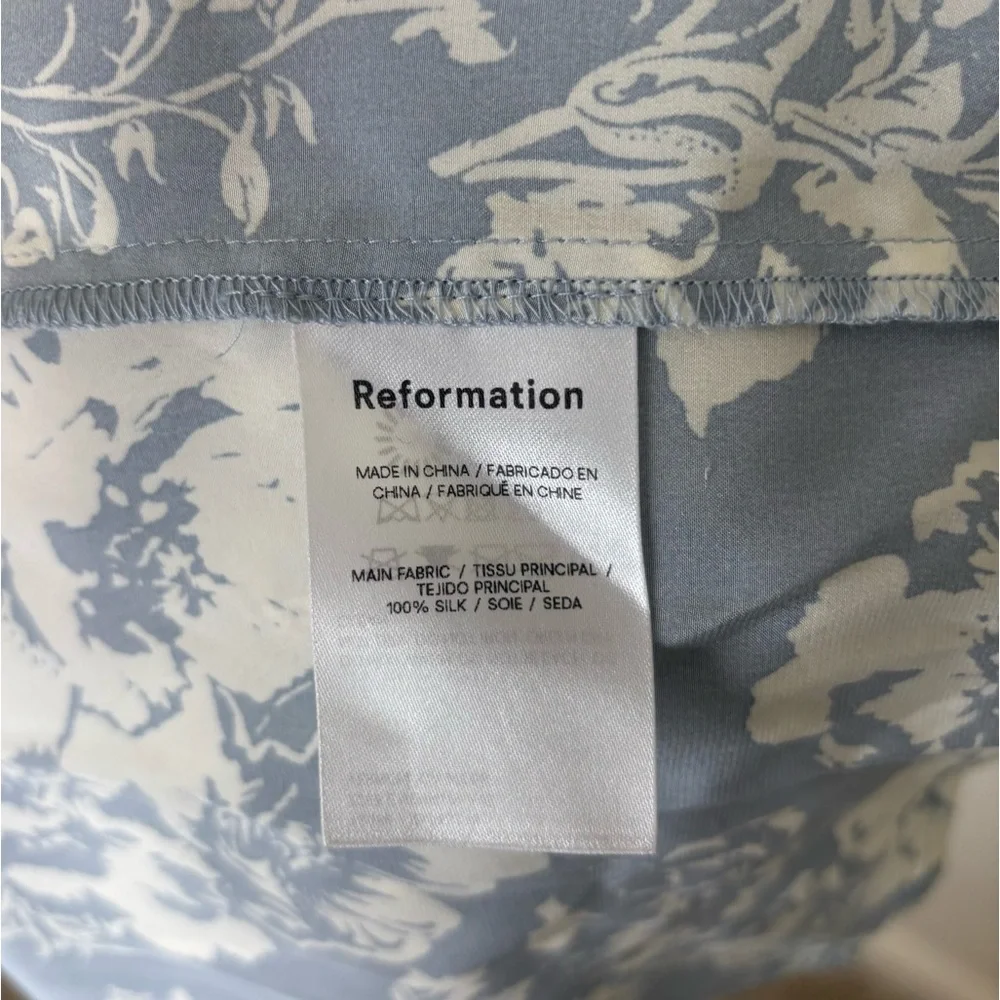 Reformation
MADE IN CHINA / FABRICADO EN
CHINA / FABRIQUÉ EN CHINE
MAIN FABRIC / TISSU PRINCIPAL /
TEJIDO PRINCIPAL
100% SILK / SOIE / SEDA